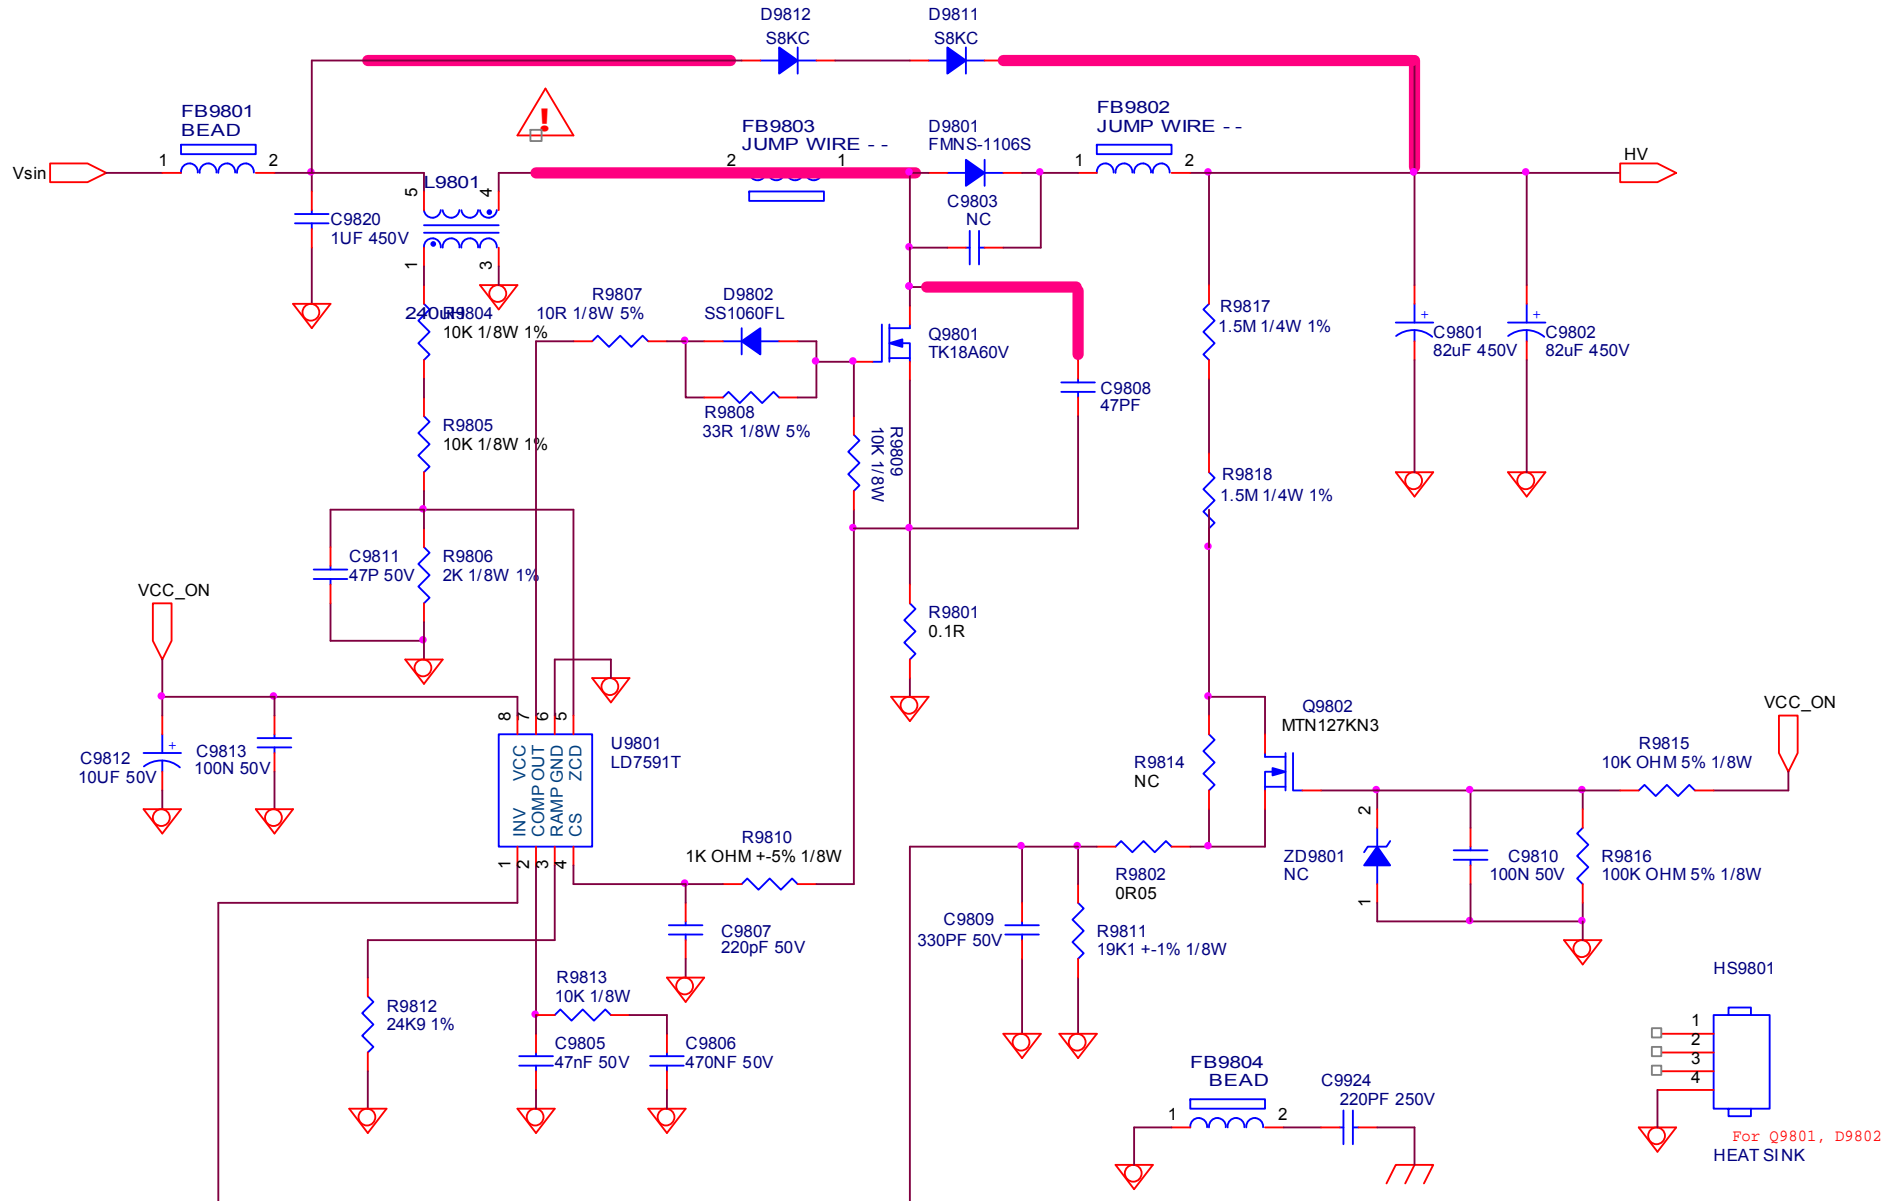 D9812
S8KC
D9811
S8KC
FB9801
BEAD
1
2
Vsin
!
FB9803
JUMP WIRE - -
2
1
D9801
FMNS-1106S
FB9802
JUMP WIRE - -
1
2
HV
C9803
NC
L9801
5
4
1
3
C9820
1UF 450V
240uH
R9804
10K 1/8W 1%
R9807
10R 1/8W 5%
D9802
SS1060FL
Q9801
TK18A60V
R9817
1.5M 1/4W 1%
+
C9801
82uF 450V
+
C9802
82uF 450V
C9808
47PF
R9805
10K 1/8W 1%
R9808
33R 1/8W 5%
R9809
10K 1/8W
R9818
1.5M 1/4W 1%
C9811
47P 50V
R9806
2K 1/8W 1%
VCC_ON
R9801
0.1R
+
C9812
10UF 50V
C9813
100N 50V
8
7
6
5
U9801
LD7591T
INV VCC
COMP OUT
RAMP GND
CS ZCD
1
2
3
4
Q9802
MTN127KN3
VCC_ON
R9814
NC
R9815
10K OHM 5% 1/8W
R9810
1K OHM +-5% 1/8W
R9802
0R05
2
ZD9801
NC
1
C9810
100N 50V
R9816
100K OHM 5% 1/8W
C9807
220pF 50V
C9809
330PF 50V
R9811
19K1 +-1% 1/8W
R9812
24K9 1%
R9813
10K 1/8W
C9805
47nF 50V
C9806
470NF 50V
HS9801
1
2
3
4
FB9804
BEAD
1
2
C9924
220PF 250V
For Q9801, D9802
HEAT SINK